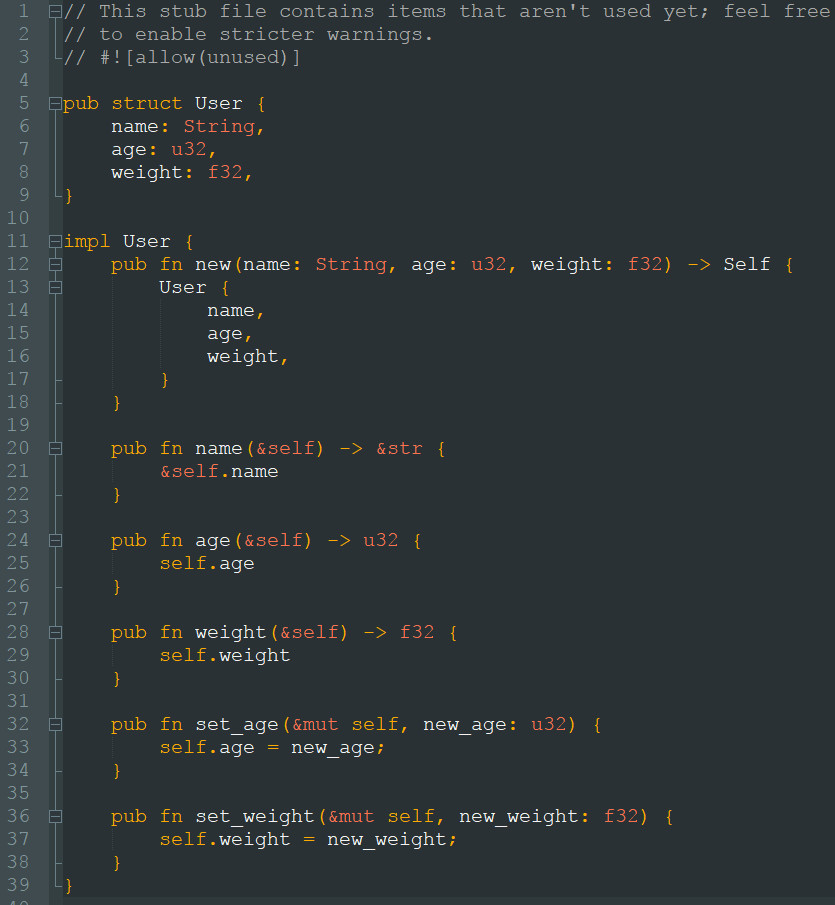 1 // This stub file contains items that aren't used yet; feel free
2 // to enable stricter warnings.
3 // #![allow(unused)]
4
5 pub struct User {
6     name: String,
7     age: u32,
8     weight: f32,
9 }
10
11 impl User {
12     pub fn new(name: String, age: u32, weight: f32) -> Self {
13         User {
14             name,
15             age,
16             weight,
17         }
18     }
19
20     pub fn name(&self) -> &str {
21         &self.name
22     }
23
24     pub fn age(&self) -> u32 {
25         self.age
26     }
27
28     pub fn weight(&self) -> f32 {
29         self.weight
30     }
31
32     pub fn set_age(&mut self, new_age: u32) {
33         self.age = new_age;
34     }
35
36     pub fn set_weight(&mut self, new_weight: f32) {
37         self.weight = new_weight;
38     }
39 }